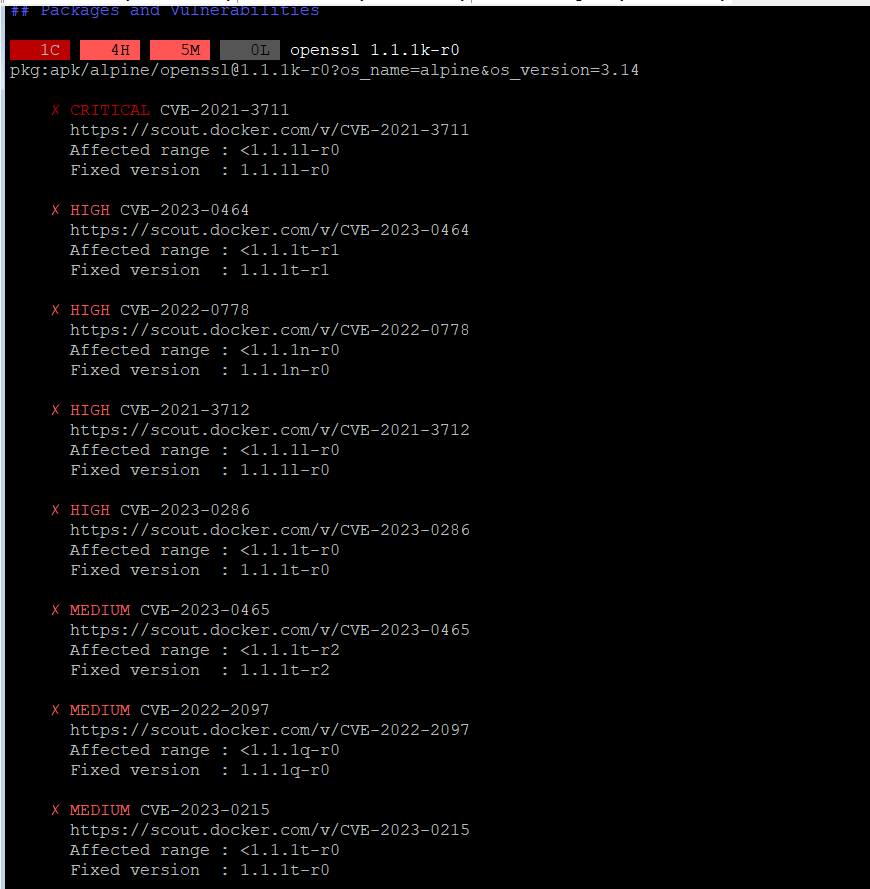 ## Packages and Vulnerabilities
1C 4H 5M 0L openssl 1.1.1k-r0
pkg:apk/alpine/openssl@1.1.1k-r0?os_name=alpine&os_version=3.14
✗ CRITICAL CVE-2021-3711
https://scout.docker.com/v/CVE-2021-3711
Affected range : <1.1.1l-r0
Fixed version : 1.1.1l-r0
✗ HIGH CVE-2023-0464
https://scout.docker.com/v/CVE-2023-0464
Affected range : <1.1.1t-r1
Fixed version : 1.1.1t-r1
✗ HIGH CVE-2022-0778
https://scout.docker.com/v/CVE-2022-0778
Affected range : <1.1.1n-r0
Fixed version : 1.1.1n-r0
✗ HIGH CVE-2021-3712
https://scout.docker.com/v/CVE-2021-3712
Affected range : <1.1.1l-r0
Fixed version : 1.1.1l-r0
✗ HIGH CVE-2023-0286
https://scout.docker.com/v/CVE-2023-0286
Affected range : <1.1.1t-r0
Fixed version : 1.1.1t-r0
✗ MEDIUM CVE-2023-0465
https://scout.docker.com/v/CVE-2023-0465
Affected range : <1.1.1t-r2
Fixed version : 1.1.1t-r2
✗ MEDIUM CVE-2022-2097
https://scout.docker.com/v/CVE-2022-2097
Affected range : <1.1.1q-r0
Fixed version : 1.1.1q-r0
✗ MEDIUM CVE-2023-0215
https://scout.docker.com/v/CVE-2023-0215
Affected range : <1.1.1t-r0
Fixed version : 1.1.1t-r0